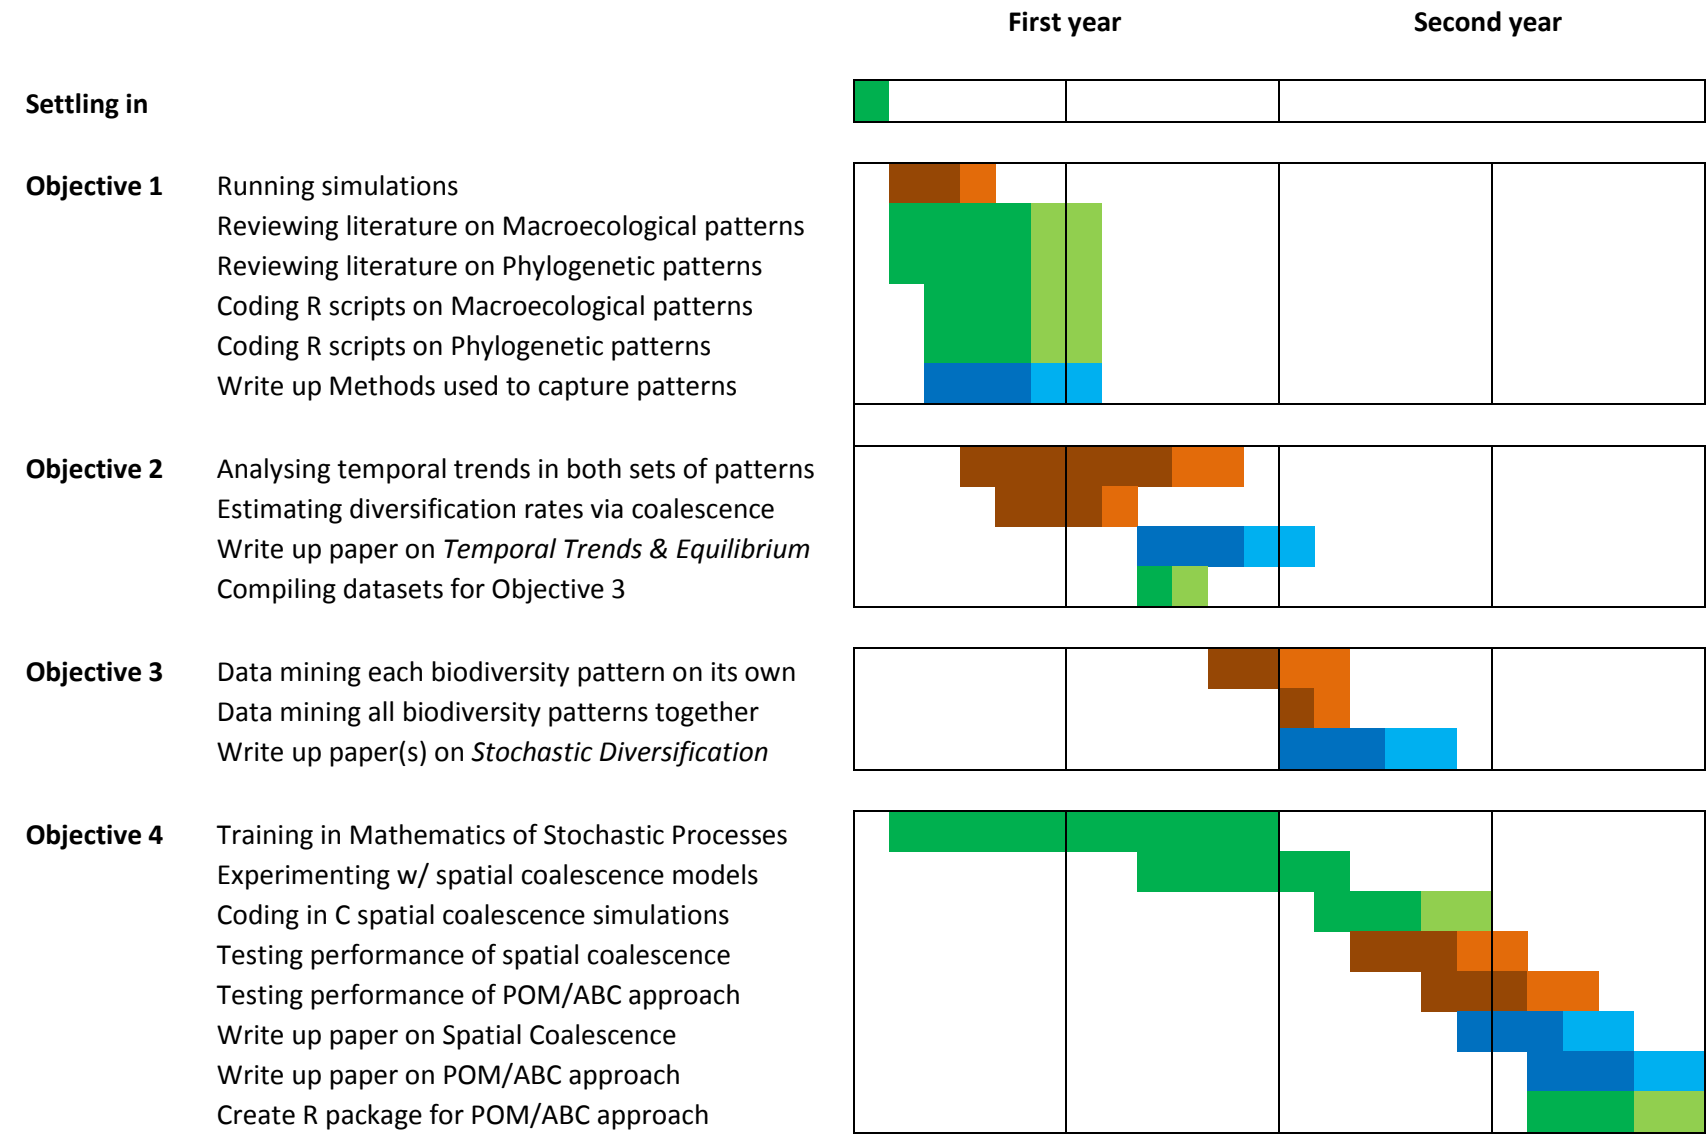 First year Second year
Settling in
Objective 1 Running simulations
Reviewing literature on Macroecological patterns
Reviewing literature on Phylogenetic patterns
Coding R scripts on Macroecological patterns
Coding R scripts on Phylogenetic patterns
Write up Methods used to capture patterns
Objective 2 Analysing temporal trends in both sets of patterns
Estimating diversification rates via coalescence
Write up paper on Temporal Trends & Equilibrium
Compiling datasets for Objective 3
Objective 3 Data mining each biodiversity pattern on its own
Data mining all biodiversity patterns together
Write up paper(s) on Stochastic Diversification
Objective 4 Training in Mathematics of Stochastic Processes
Experimenting w/ spatial coalescence models
Coding in C spatial coalescence simulations
Testing performance of spatial coalescence
Testing performance of POM/ABC approach
Write up paper on Spatial Coalescence
Write up paper on POM/ABC approach
Create R package for POM/ABC approach